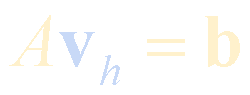 Av_h = b